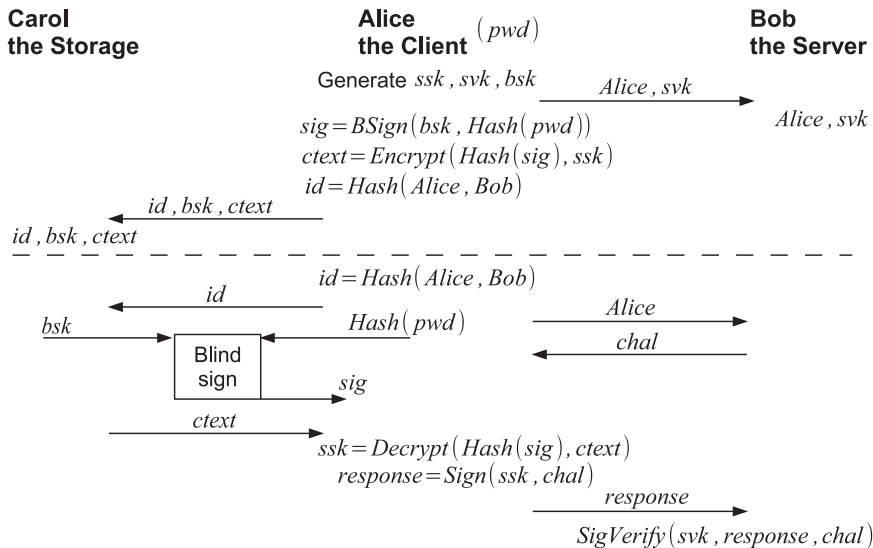 Carol
the Storage
Alice
the Client (pwd)
Bob
the Server
Generate ssk, svk, bsk
Alice, svk
Alice, svk
sig=BSign(bsk, Hash(pwd))
ctext=Encrypt(Hash(sig), ssk)
id=Hash(Alice, Bob)
id, bsk, ctext
id, bsk, ctext
id=Hash(Alice, Bob)
id
Alice
bsk
Hash(pwd)
chal
Blind
sign
sig
ctext
ssk=Decrypt(Hash(sig), ctext)
response=Sign(ssk, chal)
response
SigVerify(svk, response, chal)